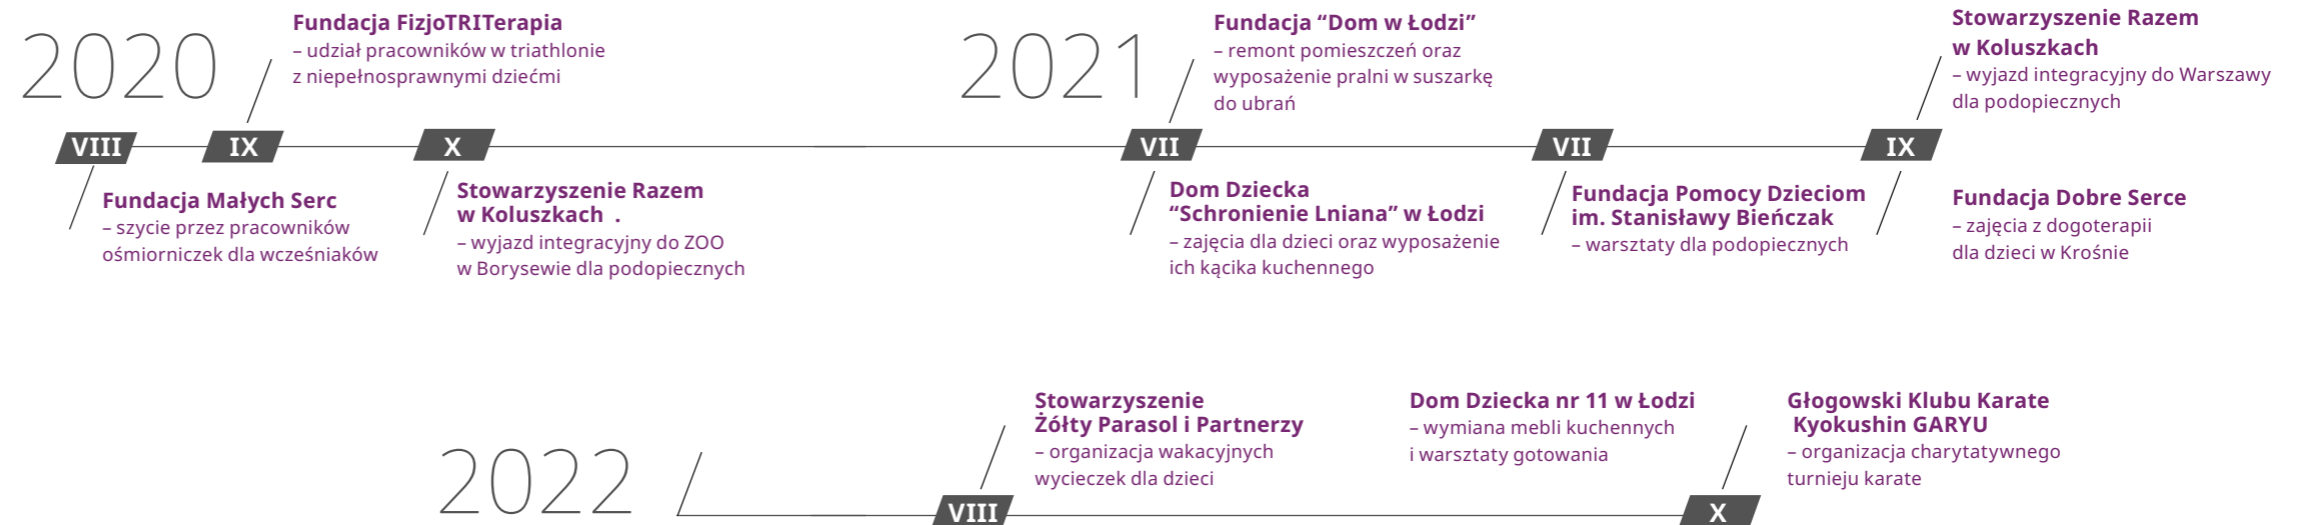 2020
Fundacja FizjoTRITerapia
– udział pracowników w triathlonie
z niepełnosprawnymi dziećmi
VIII
IX
X
Fundacja Małych Serc
– szycie przez pracowników
ośmiorniczek dla wcześniaków
Stowarzyszenie Razem
w Koluszkach .
– wyjazd integracyjny do ZOO
w Borysewie dla podopiecznych
2021
Fundacja “Dom w Łodzi”
– remont pomieszczeń oraz
wyposażenie pralni w suszarkę
do ubrań
Stowarzyszenie Razem
w Koluszkach
– wyjazd integracyjny do Warszawy
dla podopiecznych
VII
VII
IX
Dom Dziecka
“Schronienie Lniana” w Łodzi
– zajęcia dla dzieci oraz wyposażenie
ich kącika kuchennego
Fundacja Pomocy Dzieciom
im. Stanisławy Bieńczak
– warsztaty dla podopiecznych
Fundacja Dobre Serce
– zajęcia z dogoterapii
dla dzieci w Krośnie
2022
Stowarzyszenie
Żółty Parasol i Partnerzy
– organizacja wakacyjnych
wycieczek dla dzieci
Dom Dziecka nr 11 w Łodzi
– wymiana mebli kuchennych
i warsztaty gotowania
Głogowski Klubu Karate
Kyokushin GARYU
– organizacja charytatywnego
turnieju karate
VIII
X